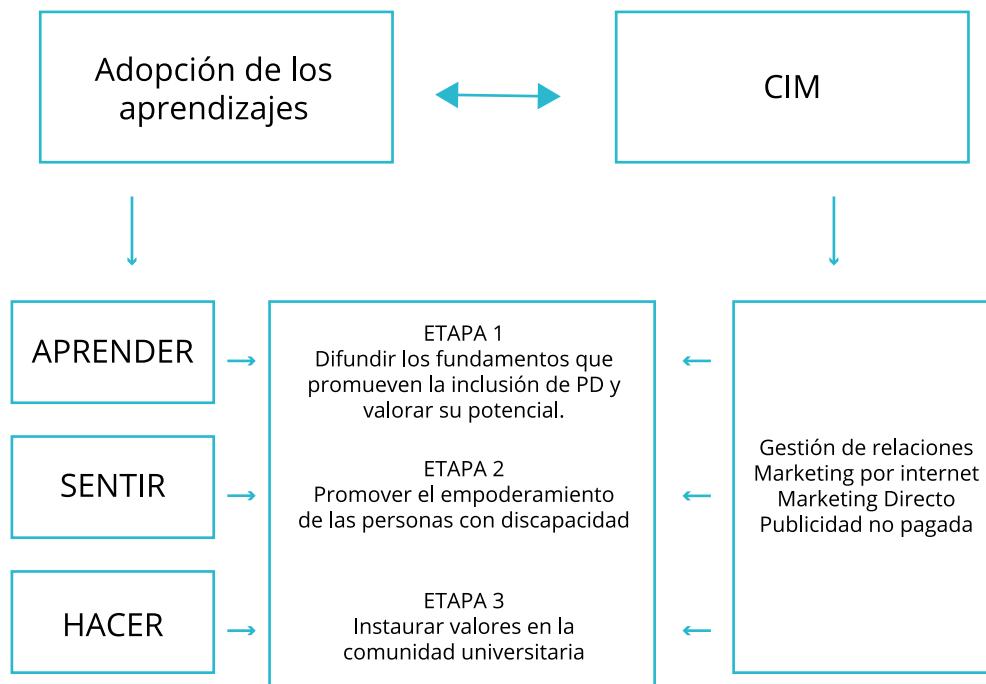 Adopción de los
aprendizajes
CIM
APRENDER
SENTIR
HACER
ETAPA 1
Difundir los fundamentos que
promueven la inclusión de PD y
valorar su potencial.
ETAPA 2
Promover el empoderamiento
de las personas con discapacidad
ETAPA 3
Instaurar valores en la
comunidad universitaria
Gestión de relaciones
Marketing por internet
Marketing Directo
Publicidad no pagada